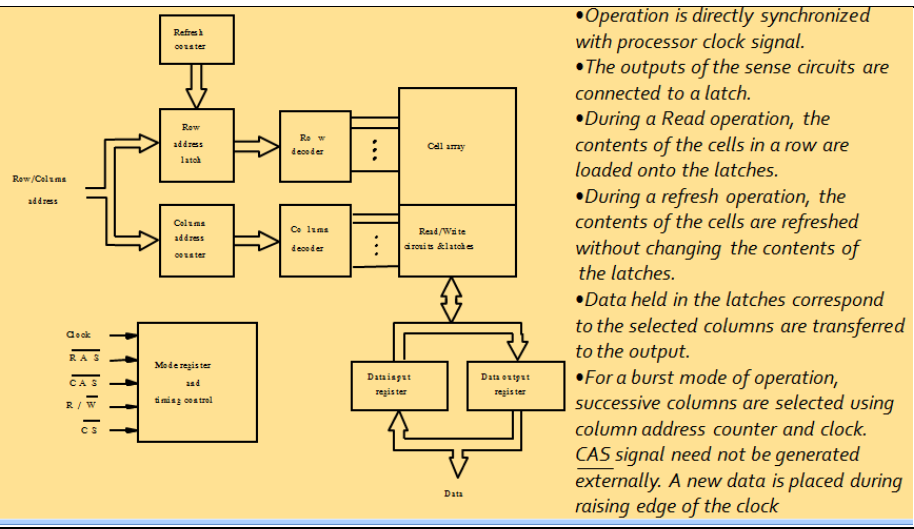 Refresh
counter
Row
address
latch
Ro w
decoder
Cell array
Row/Column
address
Column
address
counter
Co lumn
decoder
Read/Write
circuits & latches
Clock
R A S
C A S
R / W
C S
Mode register
and
timing control
Data input
register
Data output
register
Data
•Operation is directly synchronized
with processor clock signal.
•The outputs of the sense circuits are
connected to a latch.
•During a Read operation, the
contents of the cells in a row are
loaded onto the latches.
•During a refresh operation, the
contents of the cells are refreshed
without changing the contents of
the latches.
•Data held in the latches correspond
to the selected columns are transferred
to the output.
•For a burst mode of operation,
successive columns are selected using
column address counter and clock.
CAS signal need not be generated
externally. A new data is placed during
raising edge of the clock